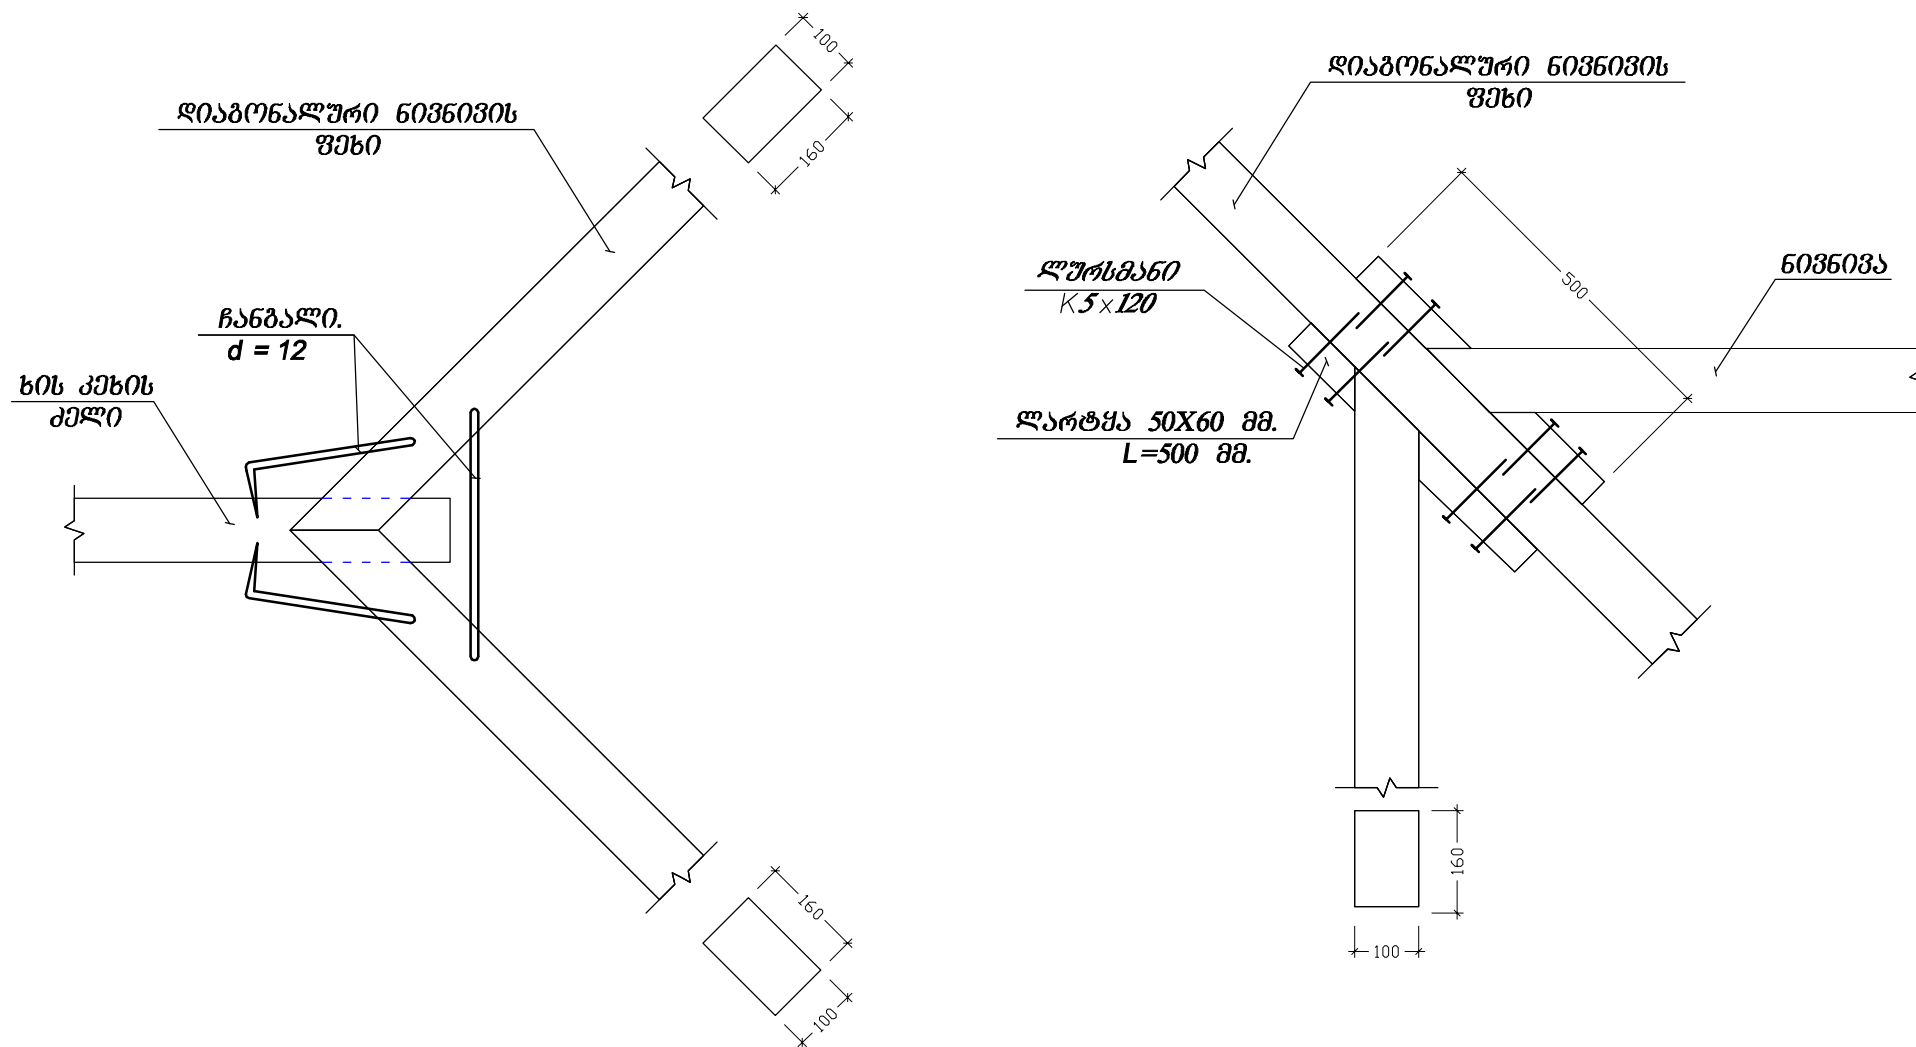 დიაგონალური ნივნივის
ფეხი
ჩანგალი.
d = 12
ხის კეხის
ძელი
100
160
160
100
დიაგონალური ნივნივის
ფეხი
ლურსმანი
K 5 x 120
ნივნივა
500
ლარტყა 50X60 მმ.
L=500 მმ.
160
100